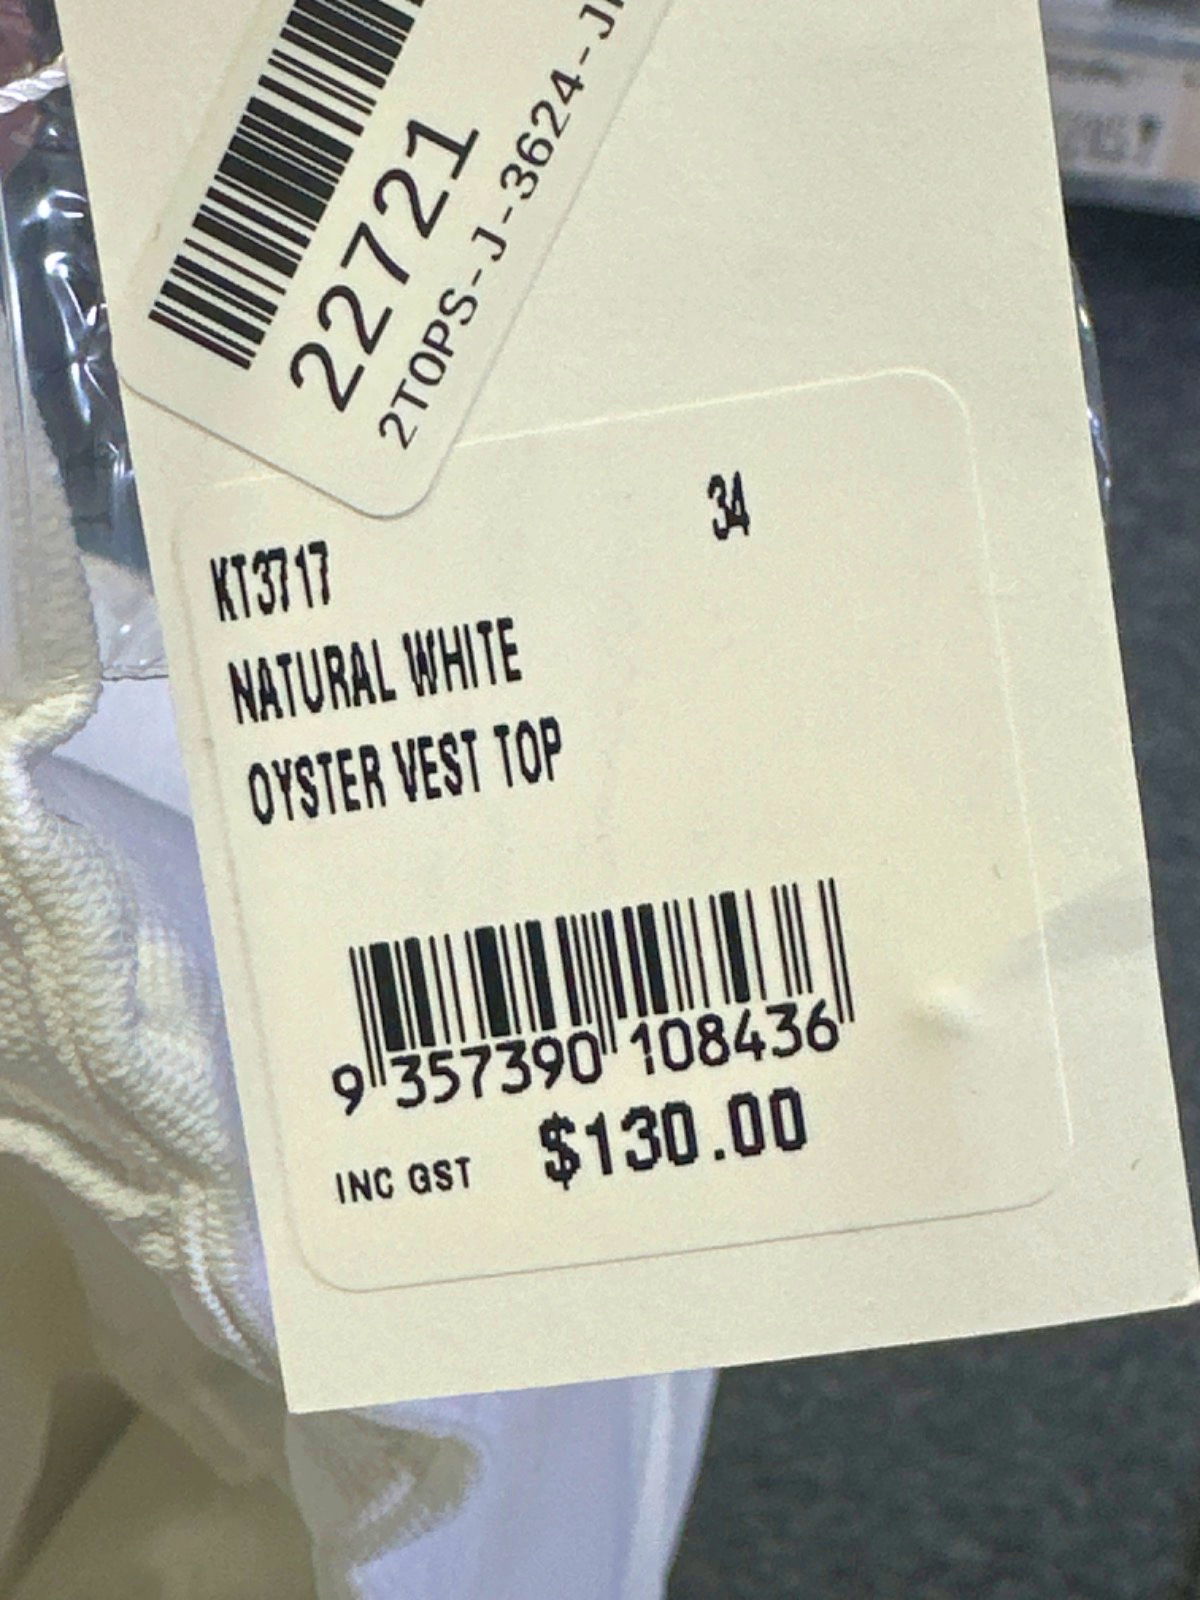 22721
2TOPS-J-3624-J
34
KT3717
NATURAL WHITE
OYSTER VEST TOP
9 357390 108436
INC GST $130.00